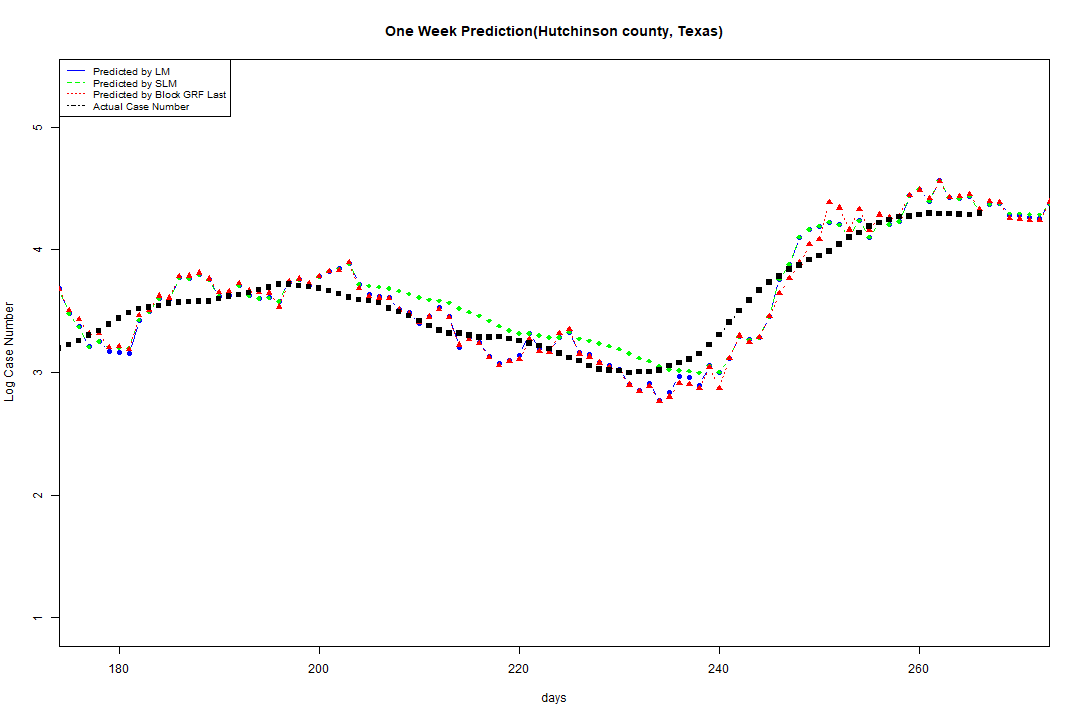 One Week Prediction(Hutchinson county, Texas)
Predicted by LM
Predicted by SLM
Predicted by Block GRF Last
Actual Case Number
5
4
3
2
1
Log Case Number
180 200 220 240 260
days